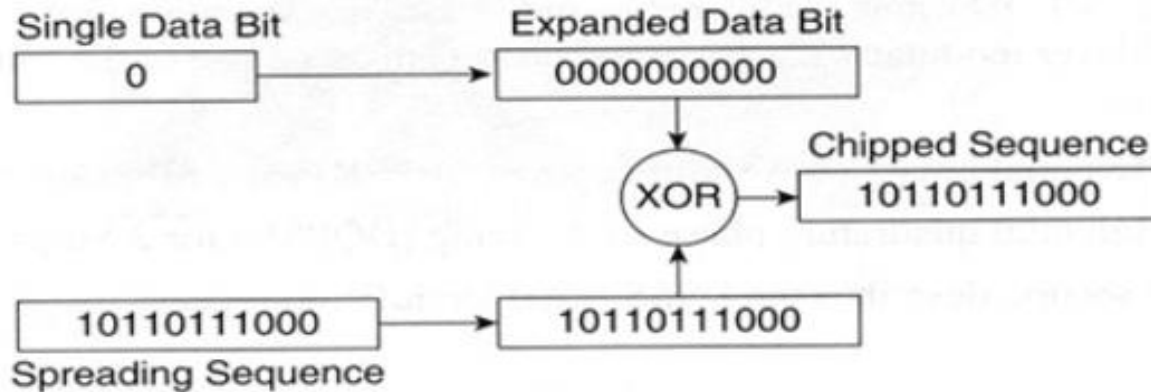 Single Data Bit
Expanded Data Bit
0
0000000000
Chipped Sequence
XOR
10110111000
10110111000
10110111000
Spreading Sequence